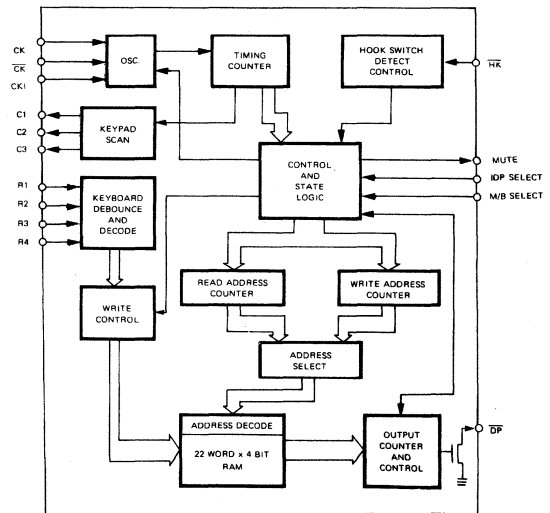 CK
CK
CKI
OSC.
TIMING
COUNTER
HOOK SWITCH
DETECT
CONTROL
HK
C1
C2
C3
KEYPAD
SCAN
CONTROL
AND
STATE
LOGIC
MUTE
IDP SELECT
M/B SELECT
R1
R2
R3
R4
KEYBOARD
DEBOUNCE
AND
DECODE
WRITE
CONTROL
READ ADDRESS
COUNTER
WRITE ADDRESS
COUNTER
ADDRESS
SELECT
ADDRESS DECODE
22 WORD x 4 BIT
RAM
OUTPUT
COUNTER
AND
CONTROL
DP